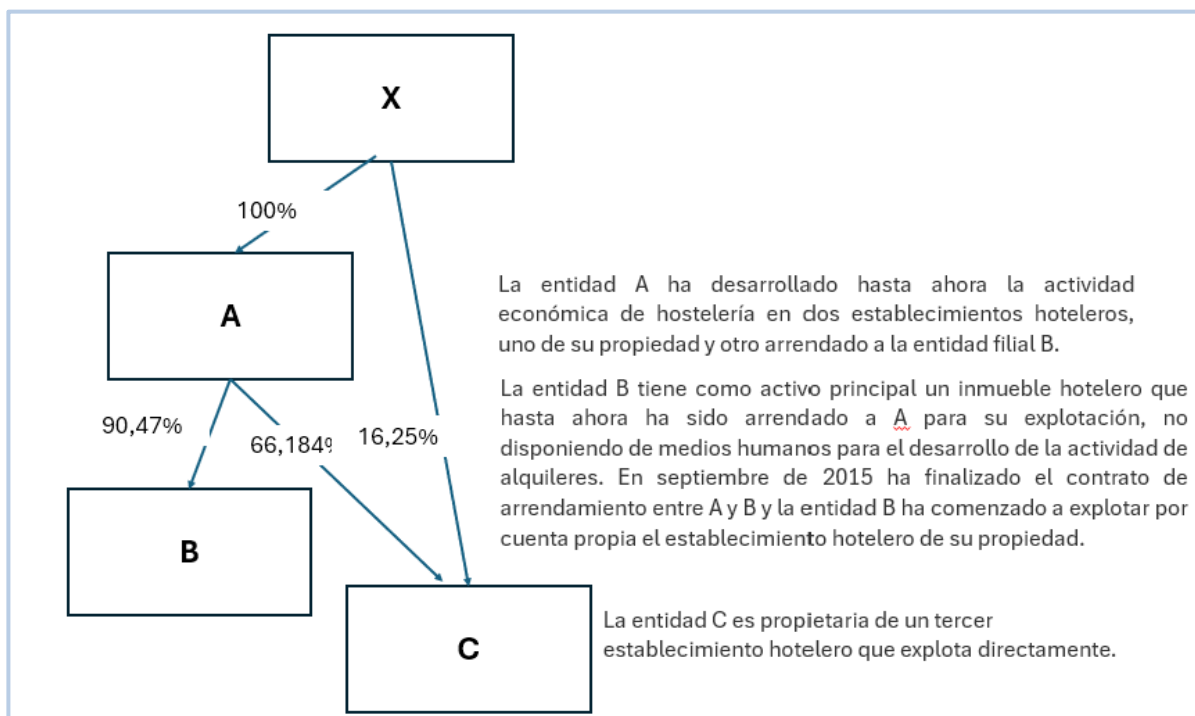 X
100%
A
La entidad A ha desarrollado hasta ahora la actividad
económica de hostelería en dos establecimientos hoteleros,
uno de su propiedad y otro arrendado a la entidad filial B.
90,47%
66,184%
16,25%
La entidad B tiene como activo principal un inmueble hotelero que
hasta ahora ha sido arrendado a A para su explotación, no
disponiendo de medios humanos para el desarrollo de la actividad de
alquileres. En septiembre de 2015 ha finalizado el contrato de
arrendamiento entre A y B y la entidad B ha comenzado a explotar por
cuenta propia el establecimiento hotelero de su propiedad.
B
C
La entidad C es propietaria de un tercer
establecimiento hotelero que explota directamente.